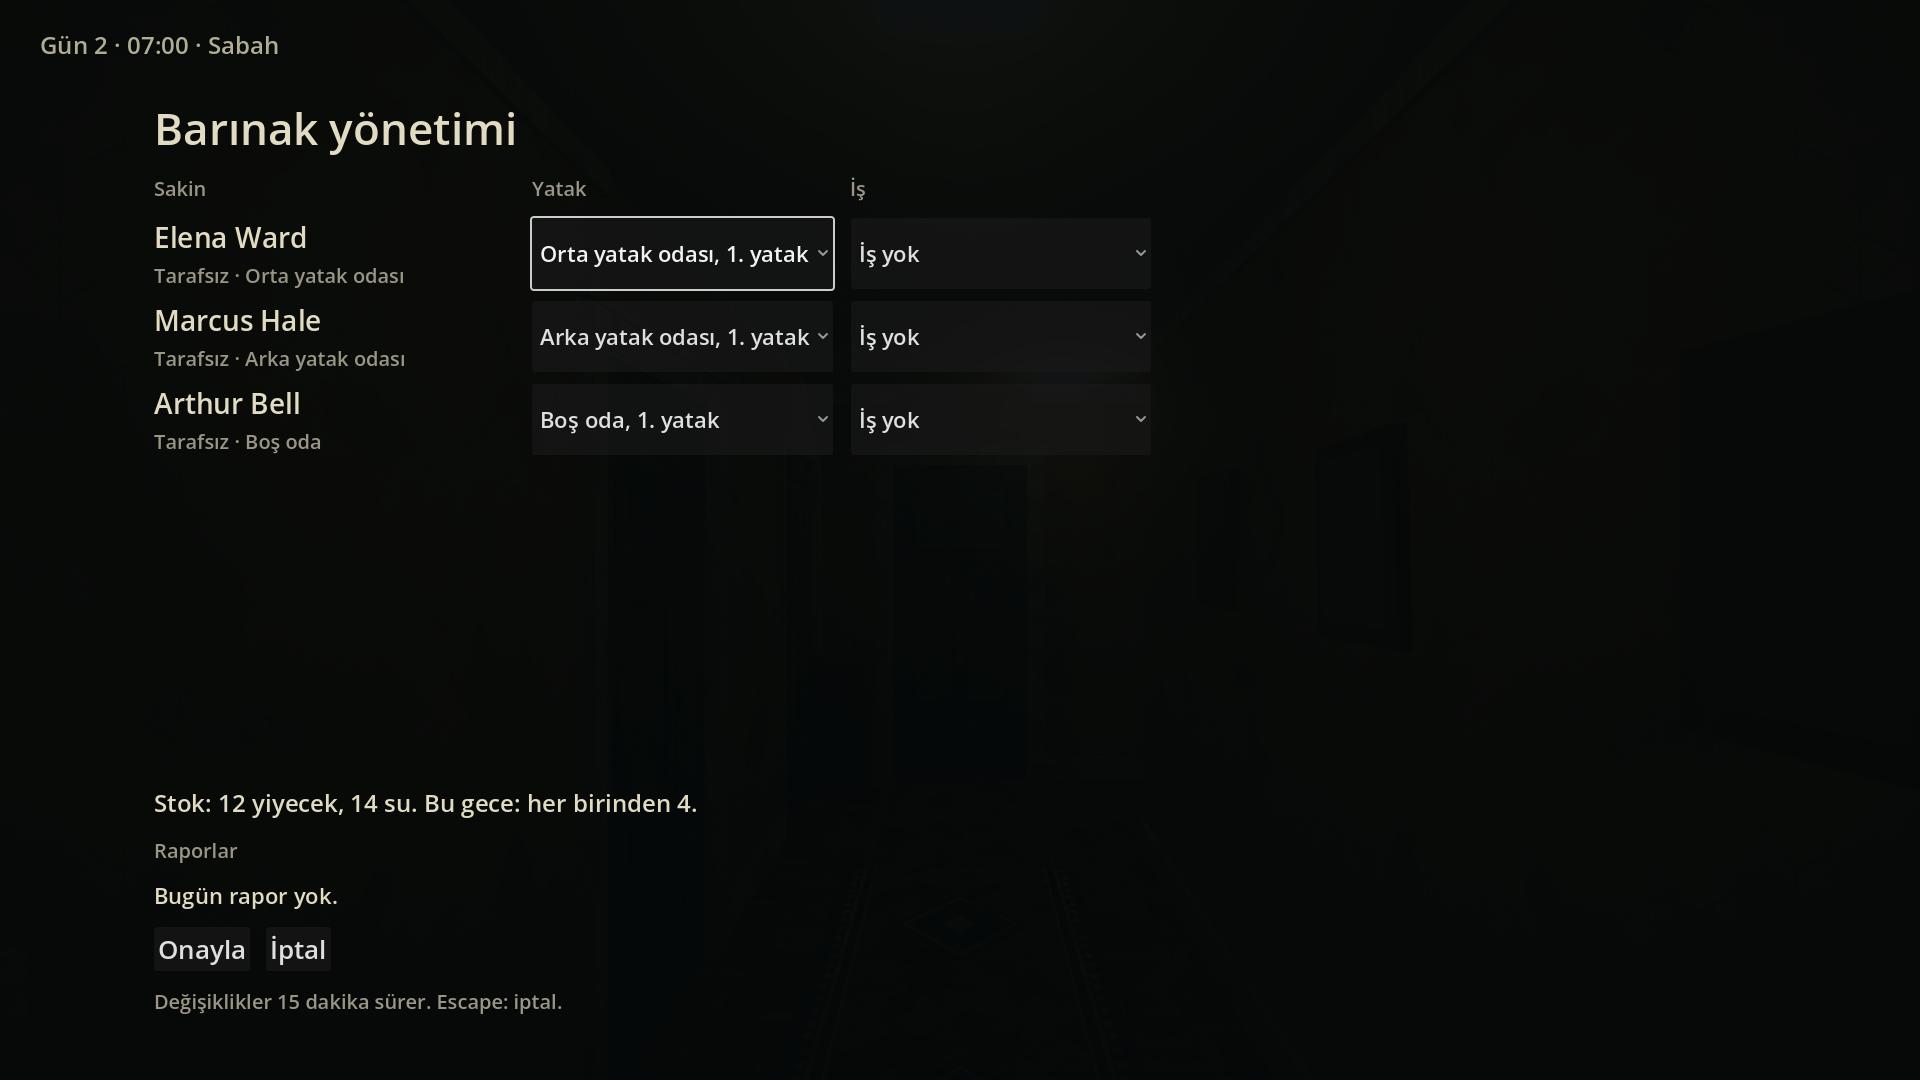 Gün 2 · 07:00 · Sabah
Barınak yönetimi
Sakin Yatak İş
Elena Ward
Tarafsız · Orta yatak odası
Orta yatak odası, 1. yatak
İş yok
Marcus Hale
Tarafsız · Arka yatak odası
Arka yatak odası, 1. yatak
İş yok
Arthur Bell
Tarafsız · Boş oda
Boş oda, 1. yatak
İş yok
Stok: 12 yiyecek, 14 su. Bu gece: her birinden 4.
Raporlar
Bugün rapor yok.
Onayla İptal
Değişiklikler 15 dakika sürer. Escape: iptal.